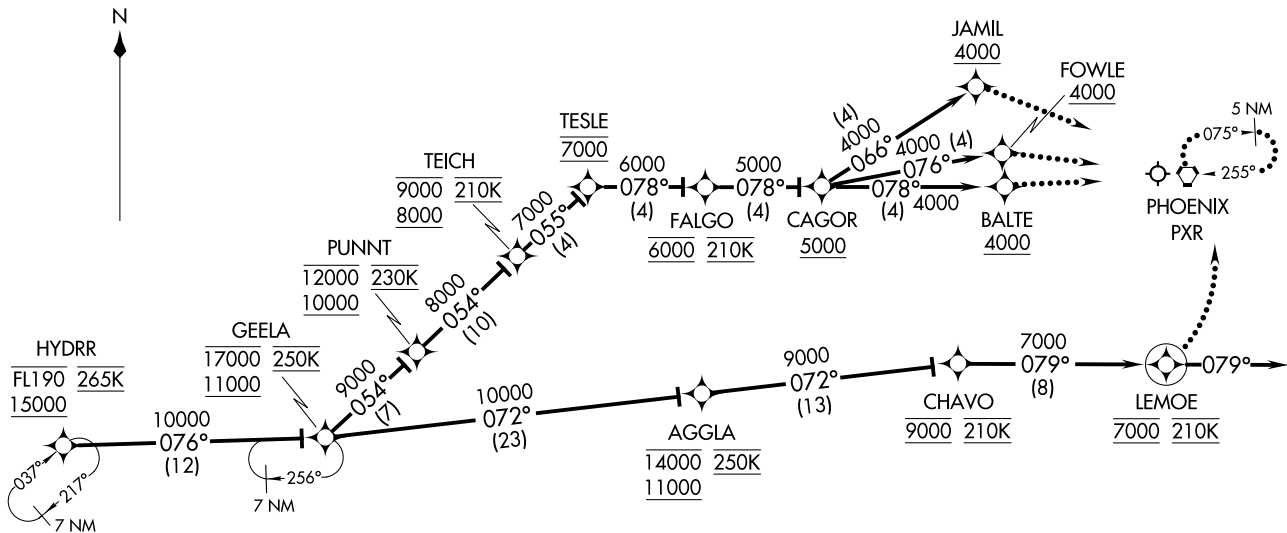 N
JAMIL
4000
FOWLE
4000
5 NM
075°
255°
PHOENIX
PXR
TESLE
7000
6000
078°
(4)
5000
078°
(4)
(4)
4000
066°
4000 (4)
076°
078° 4000
(4)
FALGO
6000 210K
CAGOR
5000
BALTE
4000
TEICH
9000 210K
8000
7000
055°
(4)
PUNNT
12000 230K
10000
8000
054°
(10)
GEELA
17000 250K
11000
9000
054°
(7)
HYDRR
FL190 265K
15000
10000
076°
(12)
037°
217°
7 NM
256°
7 NM
10000
072°
(23)
AGGLA
14000 250K
11000
9000
072°
(13)
CHAVO
9000 210K
7000
079°
(8)
LEMOE
7000 210K
079°